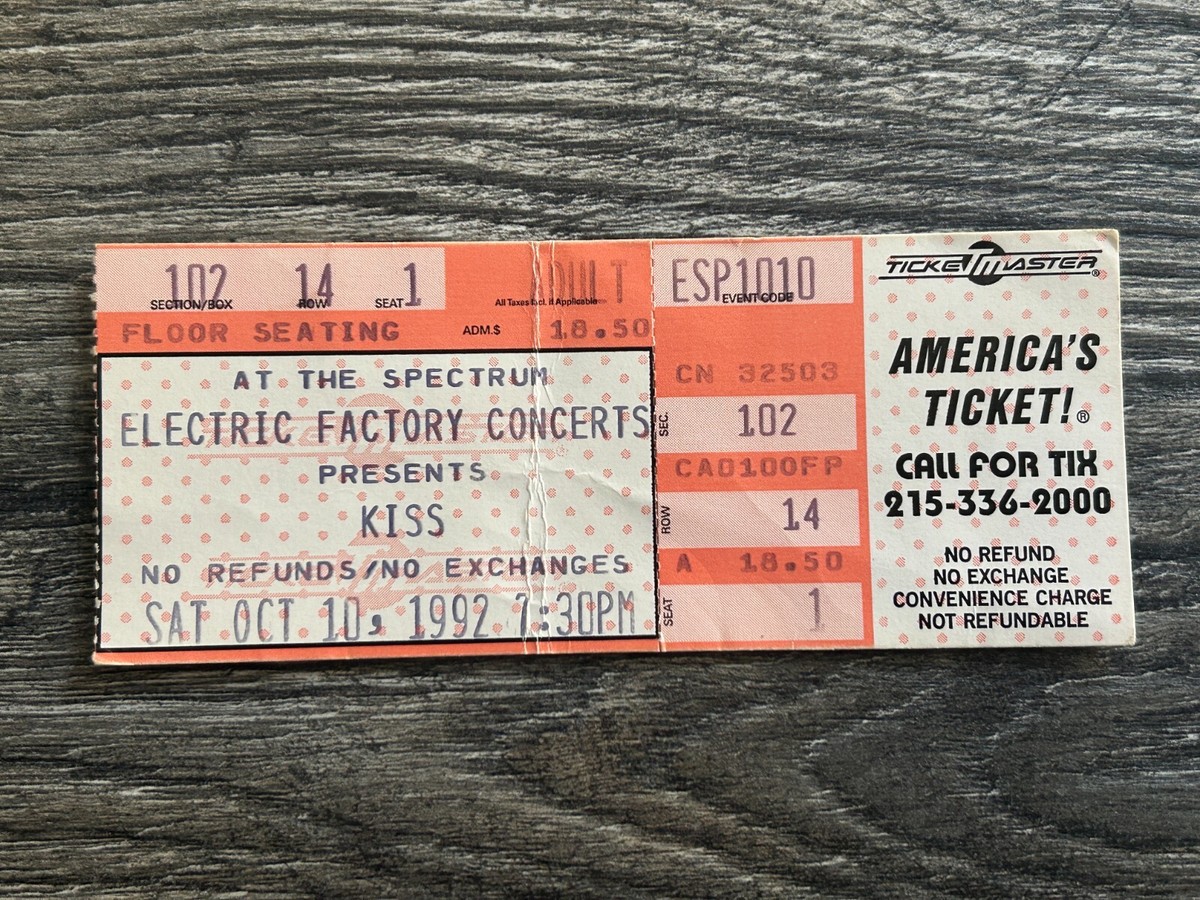 102 14 1
SECTION/BOX ROW SEAT
All Taxes Incl. if Applicable
FLOOR SEATING ADM.$ 18.50
AT THE SPECTRUM
ELECTRIC FACTORY CONCERTS
PRESENTS
KISS
NO REFUNDS/NO EXCHANGES
SAT OCT 10, 1992 7:30PM
ESP1010
EVENT CODE
CN 32503
SEC. 102
CA0100FP
ROW 14
A 18.50
SEAT 1
TICKETMASTER®
AMERICA'S
TICKET!®
CALL FOR TIX
215-336-2000
NO REFUND
NO EXCHANGE
CONVENIENCE CHARGE
NOT REFUNDABLE